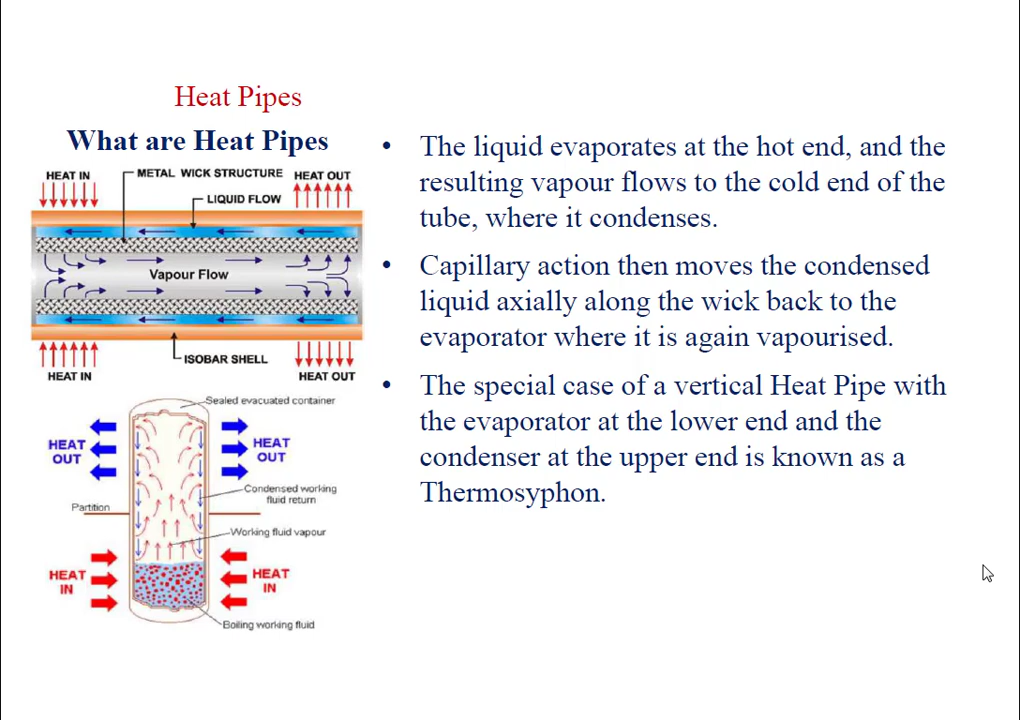 Heat Pipes
What are Heat Pipes
HEAT IN
METAL WICK STRUCTURE
HEAT OUT
LIQUID FLOW
Vapour Flow
ISOBAR SHELL
HEAT IN
HEAT OUT
Sealed evacuated container
HEAT
OUT
HEAT
OUT
Condensed working
fluid return
Partition
Working fluid vapour
HEAT
IN
HEAT
IN
Boiling working fluid
• The liquid evaporates at the hot end, and the
resulting vapour flows to the cold end of the
tube, where it condenses.
• Capillary action then moves the condensed
liquid axially along the wick back to the
evaporator where it is again vapourised.
• The special case of a vertical Heat Pipe with
the evaporator at the lower end and the
condenser at the upper end is known as a
Thermosyphon.